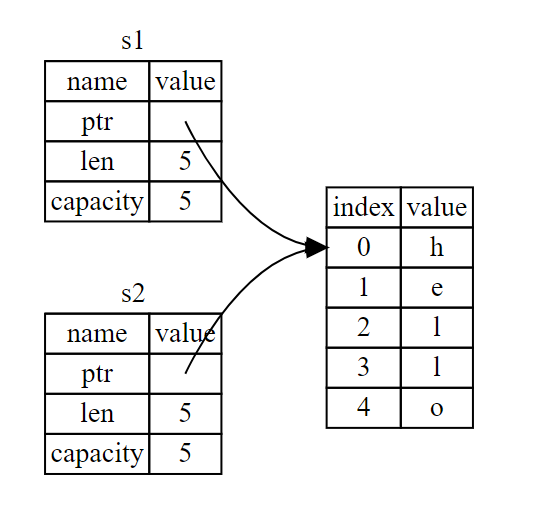 s1
name value
ptr
len 5
capacity 5
s2
name value
ptr
len 5
capacity 5
index value
0 h
1 e
2 l
3 l
4 o